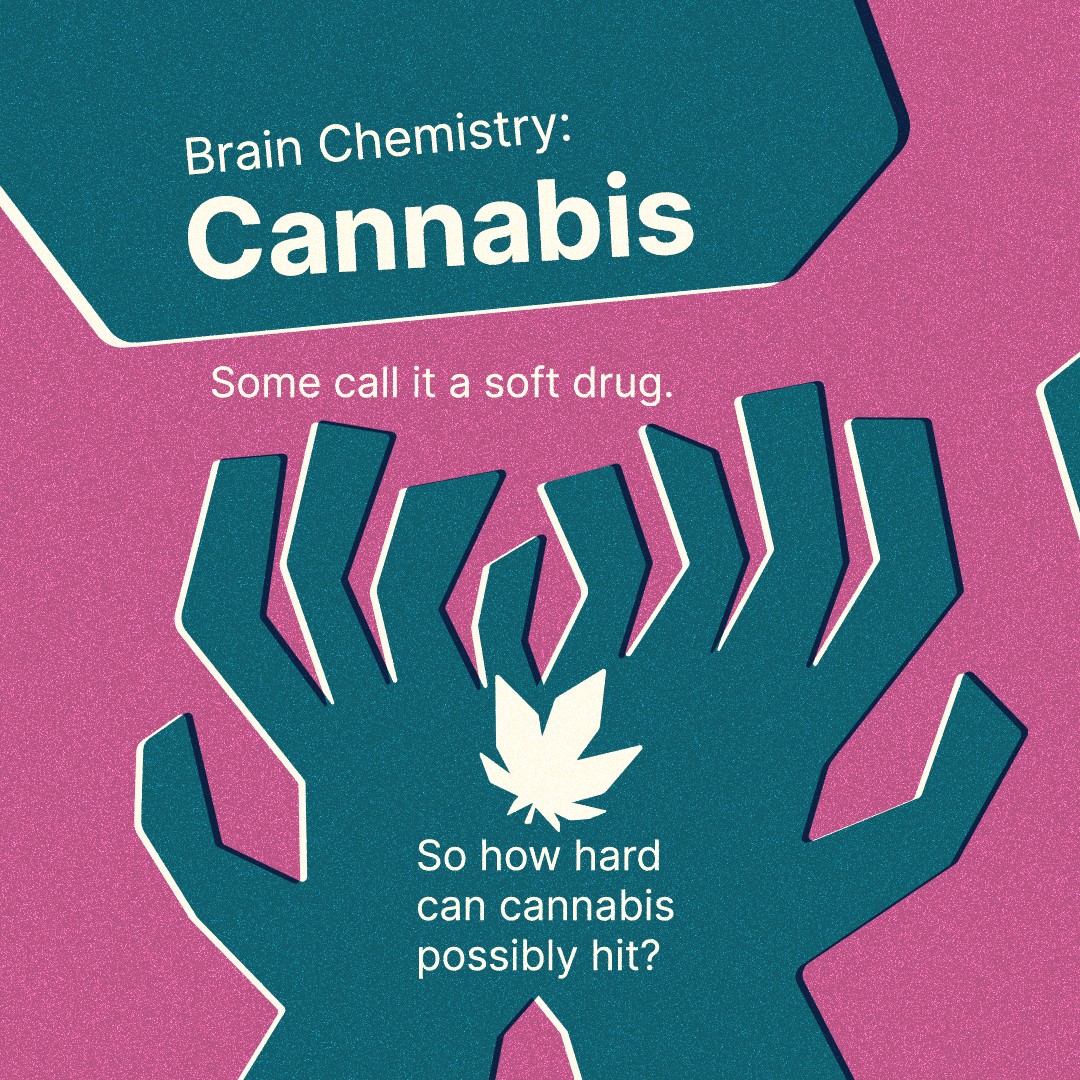 Brain Chemistry:
Cannabis
Some call it a soft drug.
So how hard
can cannabis
possibly hit?